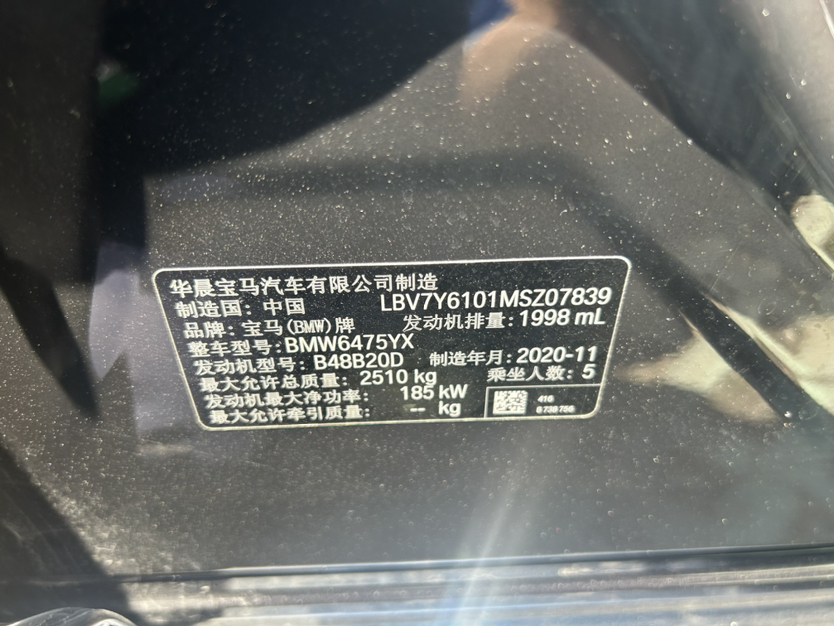 华晨宝马汽车有限公司制造
制造国：中国 LBV7Y6101MSZ07839
品牌：宝马(BMW)牌 发动机排量：1998 mL
整车型号：BMW6475YX
发动机型号：B48B20D 制造年月：2020-11
最大允许总质量：2510 kg 乘坐人数：5
发动机最大净功率：185 kW
最大允许牵引质量：-- kg
416